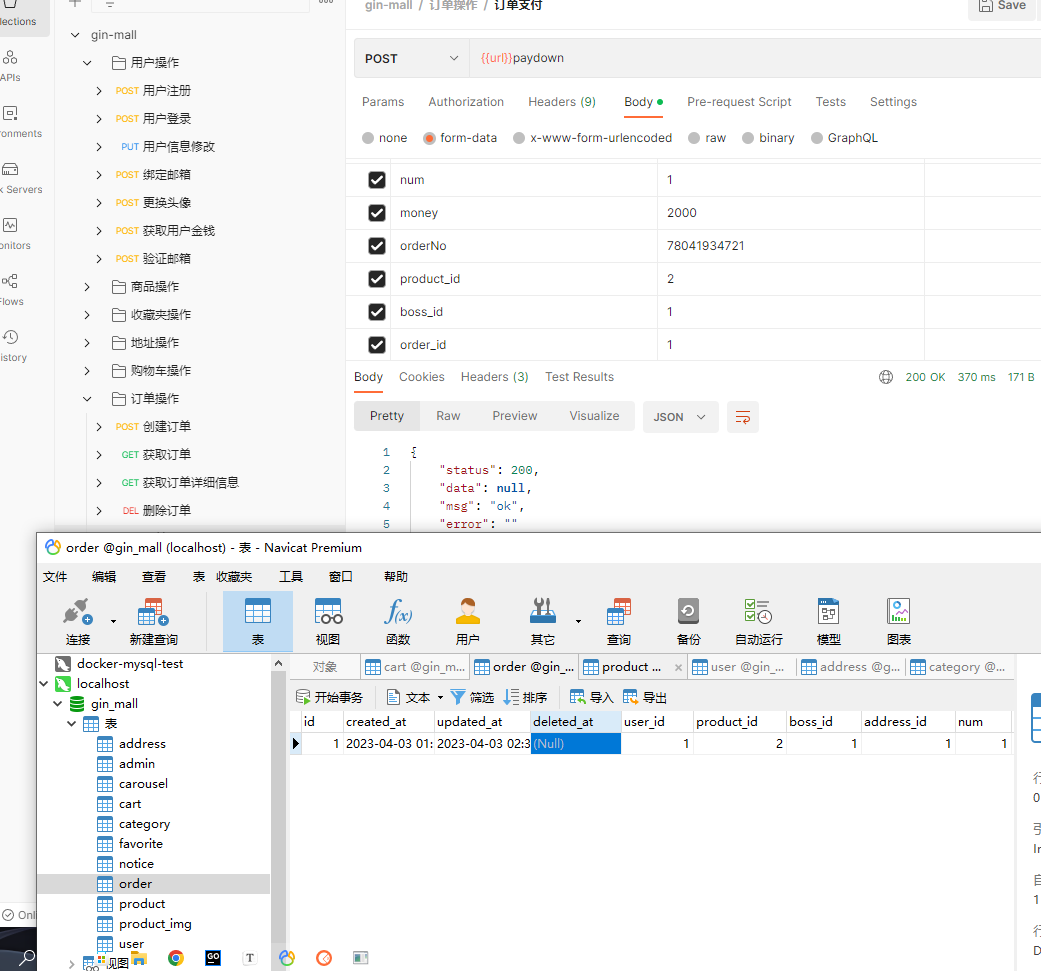 gin-mall / 订单操作 / 订单支付
Save
lections
APIs
ronments
k Servers
onitors
Flows
istory
gin-mall
用户操作
POST 用户注册
POST 用户登录
PUT 用户信息修改
POST 绑定邮箱
POST 更换头像
POST 获取用户金钱
POST 验证邮箱
商品操作
收藏夹操作
地址操作
购物车操作
订单操作
POST 创建订单
GET 获取订单
GET 获取订单详细信息
DEL 删除订单
POST {{url}}paydown
Params Authorization Headers (9) Body Pre-request Script Tests Settings
none form-data x-www-form-urlencoded raw binary GraphQL
num 1
money 2000
orderNo 78041934721
product_id 2
boss_id 1
order_id 1
Body Cookies Headers (3) Test Results 200 OK 370 ms 171 B
Pretty Raw Preview Visualize JSON
1 {
2 "status": 200,
3 "data": null,
4 "msg": "ok",
5 "error": ""
order @gin_mall (localhost) - 表 - Navicat Premium
文件 编辑 查看 表 收藏夹 工具 窗口 帮助
连接 新建查询 表 视图 函数 用户 其它 查询 备份 自动运行 模型 图表
对象 cart @gin_m... order @gin_... product ... user @gin_... address @g... category @...
开始事务 文本 筛选 排序 导入 导出
id created_at updated_at deleted_at user_id product_id boss_id address_id num
1 2023-04-03 01: 2023-04-03 02:3 (Null) 1 2 1 1 1
docker-mysql-test
localhost
gin_mall
表
address
admin
carousel
cart
category
favorite
notice
order
product
product_img
user
视图
行
0
引
In
自
1
行
D
Onl
GO
T